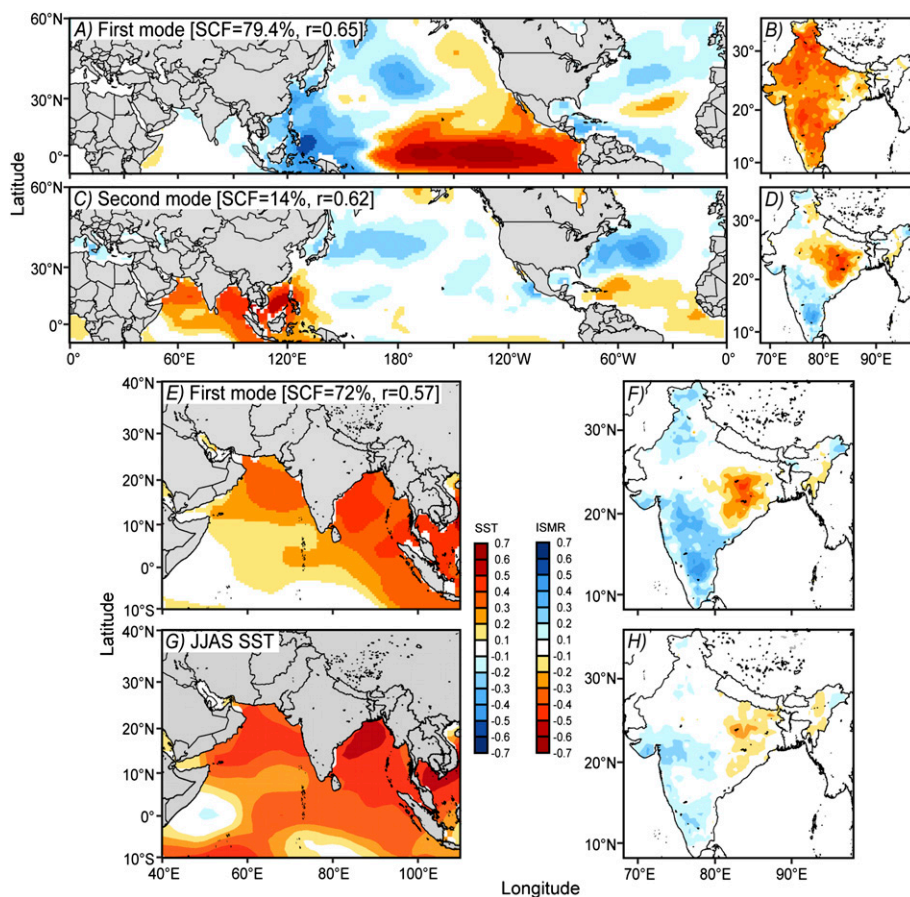 60°N
A) First mode [SCF=79.4%, r=0.65]
B)
30°N
0°
30°
20°
10°
Latitude
60°N
C) Second mode [SCF=14%, r=0.62]
D)
30°N
0°
30°
20°
10°
0° 60°E 120°E 180° 120°W 60°W 0°
70° 80° 90°
40°N
E) First mode [SCF=72%, r=0.57]
F)
30°N
20°N
10°N
0°
10°S
40°N
30°N
20°N
10°N
SST ISMR
0.7 0.7
0.6 0.6
0.5 0.5
0.4 0.4
0.3 0.3
0.2 0.2
0.1 0.1
-0.1 -0.1
-0.2 -0.2
-0.3 -0.3
-0.4 -0.4
-0.5 -0.5
-0.6 -0.6
-0.7 -0.7
Latitude
40°N
G) JJAS SST
H)
30°N
20°N
10°N
0°
10°S
30°N
20°N
10°N
40°E 60°E 80°E 100°E
70°E 80°E 90°E
Longitude